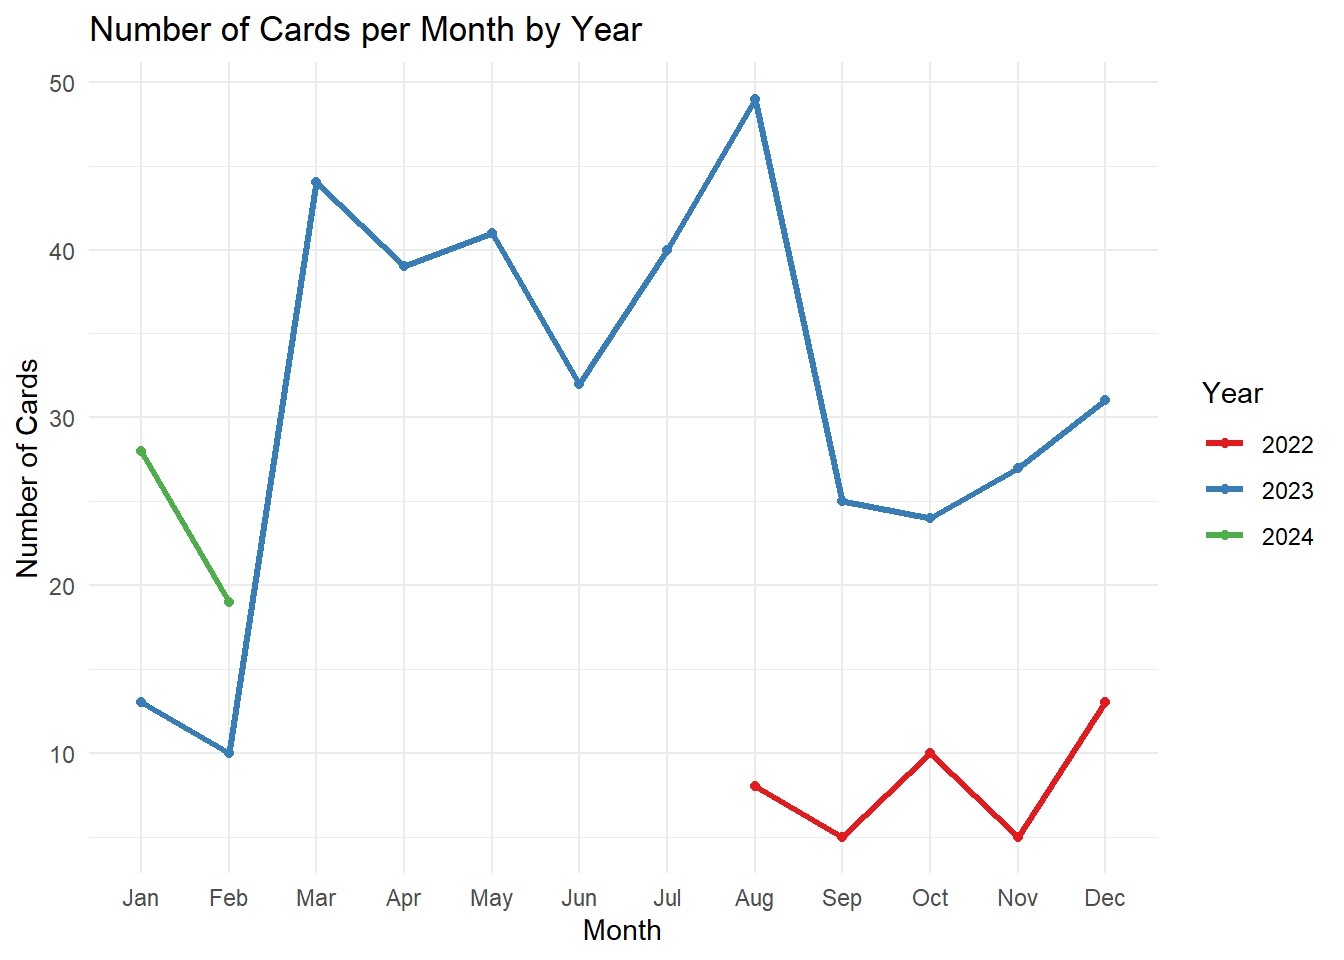 Number of Cards per Month by Year
50
40
30
20
10
Number of Cards
Jan Feb Mar Apr May Jun Jul Aug Sep Oct Nov Dec
Month
Year
2022
2023
2024